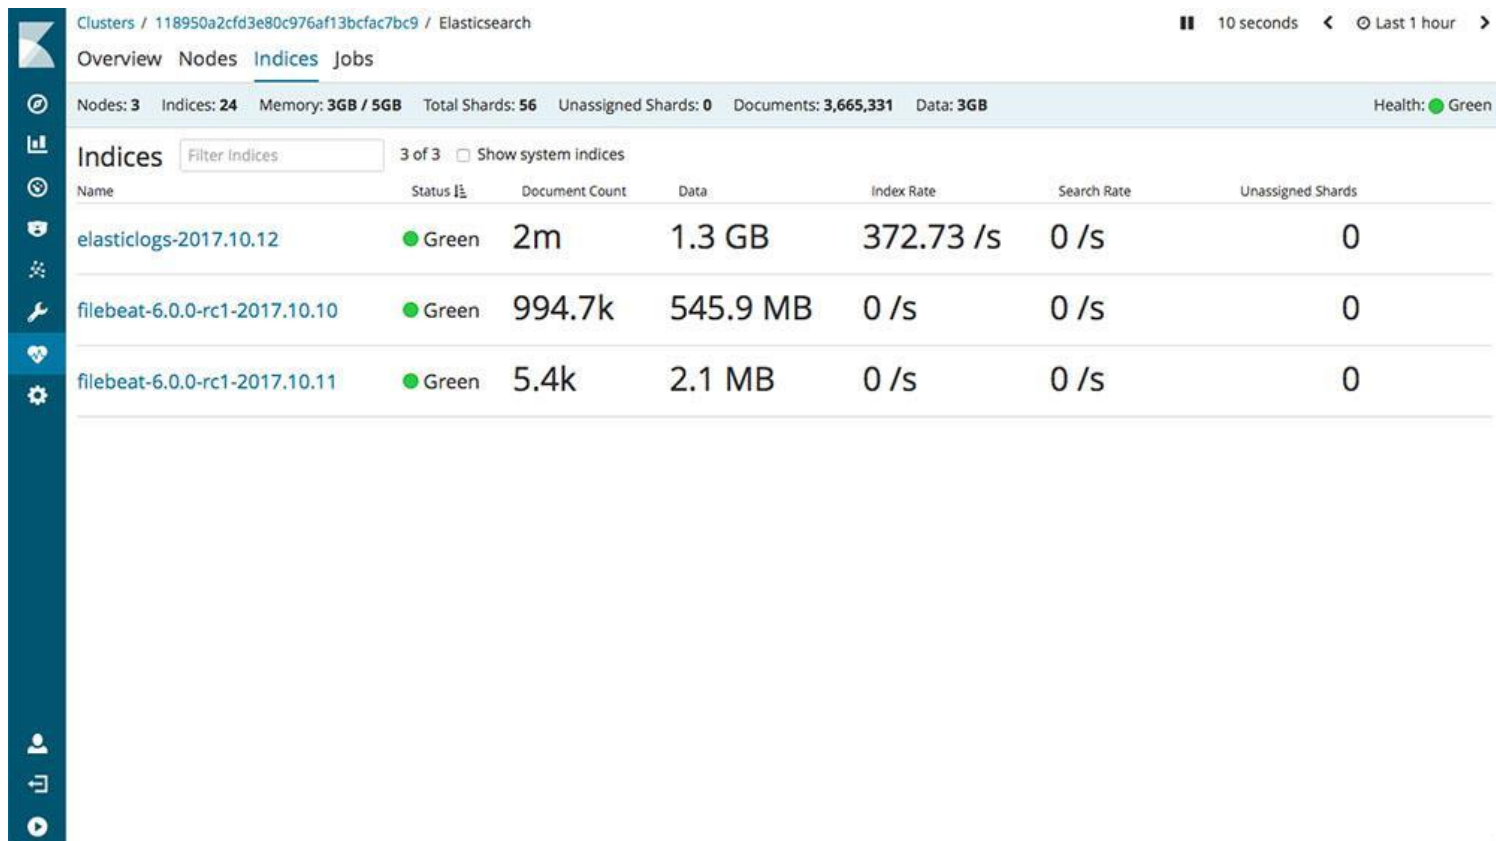 Clusters / 118950a2cfd3e80c976af13bcfac7bc9 / Elasticsearch 10 seconds Last 1 hour
Overview Nodes Indices Jobs
Nodes: 3 Indices: 24 Memory: 3GB / 5GB Total Shards: 56 Unassigned Shards: 0 Documents: 3,665,331 Data: 3GB Health: Green
Indices Filter Indices 3 of 3 Show system indices
Name Status Document Count Data Index Rate Search Rate Unassigned Shards
elasticlogs-2017.10.12 Green 2m 1.3 GB 372.73 /s 0 /s 0
filebeat-6.0.0-rc1-2017.10.10 Green 994.7k 545.9 MB 0 /s 0 /s 0
filebeat-6.0.0-rc1-2017.10.11 Green 5.4k 2.1 MB 0 /s 0 /s 0